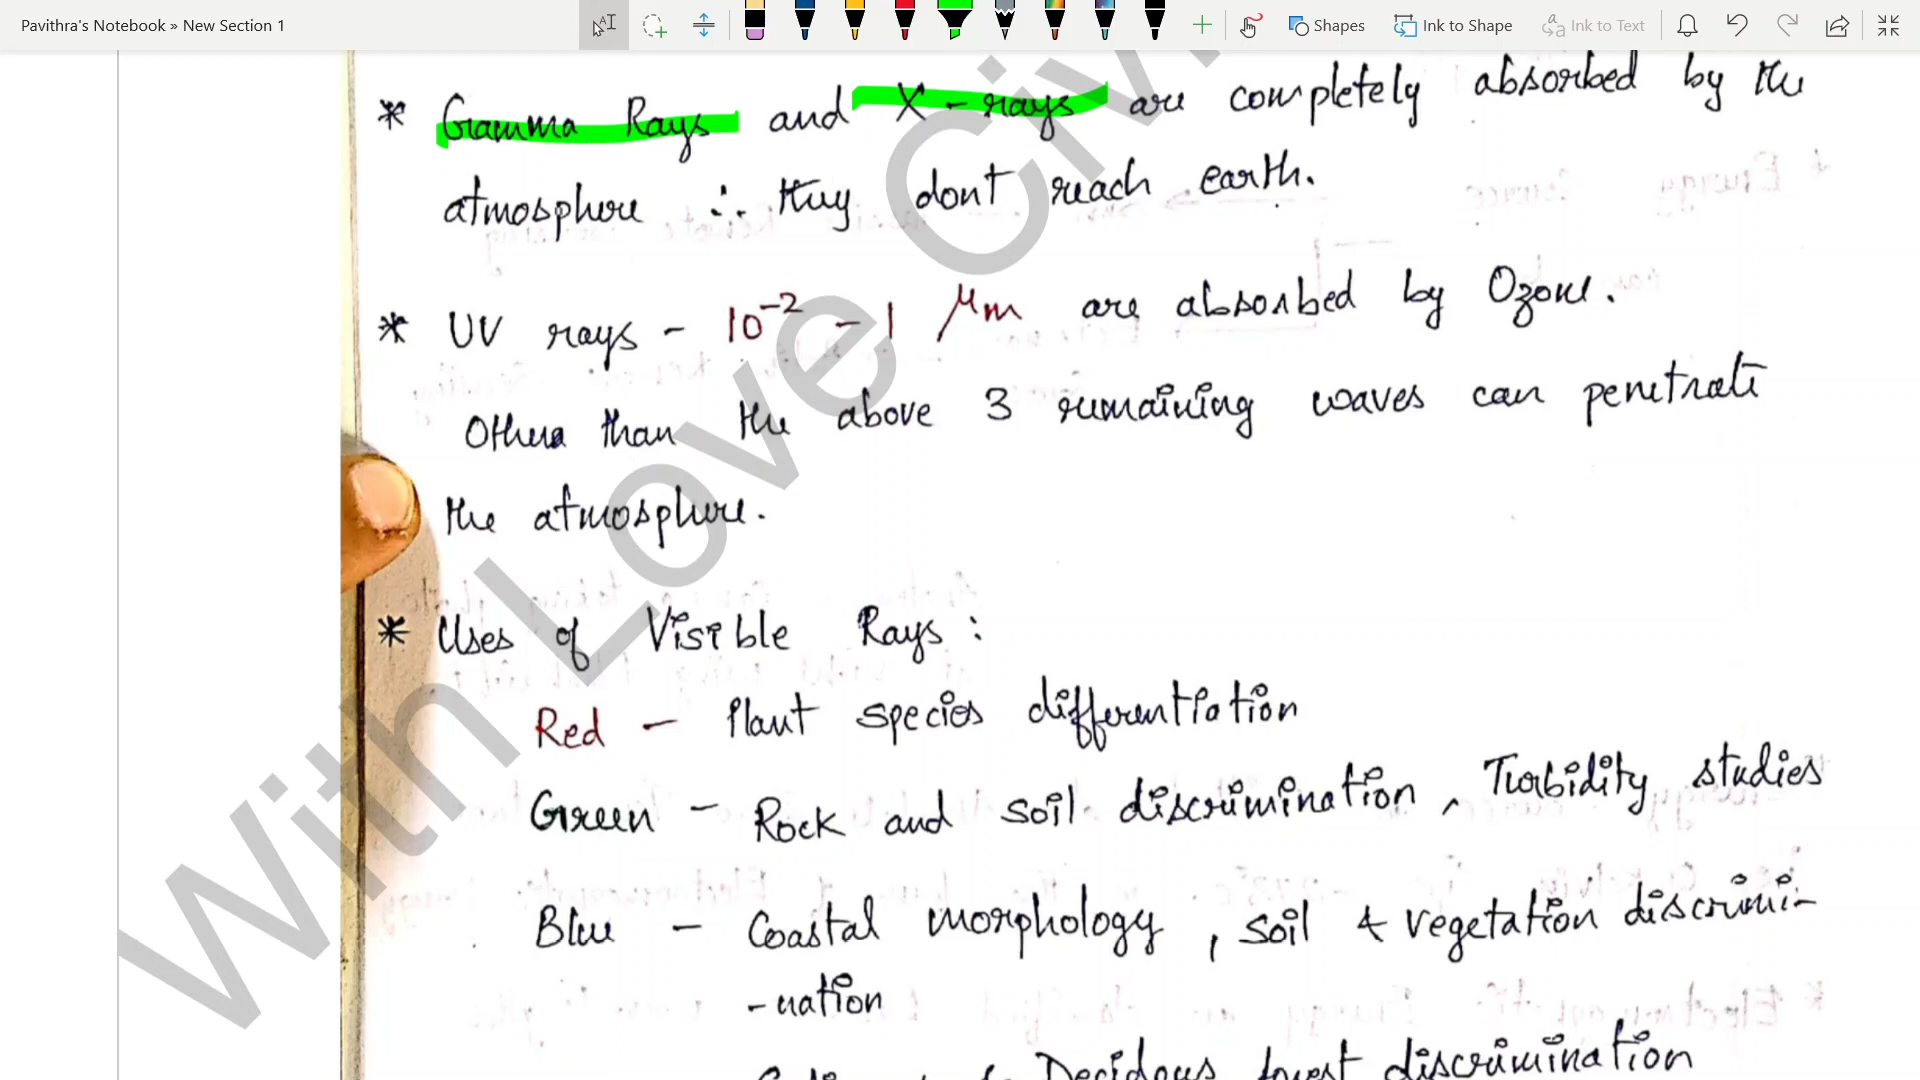 Pavithra's Notebook » New Section 1
Shapes Ink to Shape Ink to Text
* Gamma Rays and X-rays are completely absorbed by the
atmosphere ∴ they dont reach earth.
* UV rays - 10⁻² - 1 μm are absorbed by Ozone.
Other than the above 3 remaining waves can penetrate
the atmosphere.
* Uses of Visible Rays :
Red - Plant species differentiation
Green - Rock and soil discrimination, Turbidity studies
Blue - Coastal morphology, soil & vegetation discrimi-
-nation
Decidous forest discrimination
With Love Civi